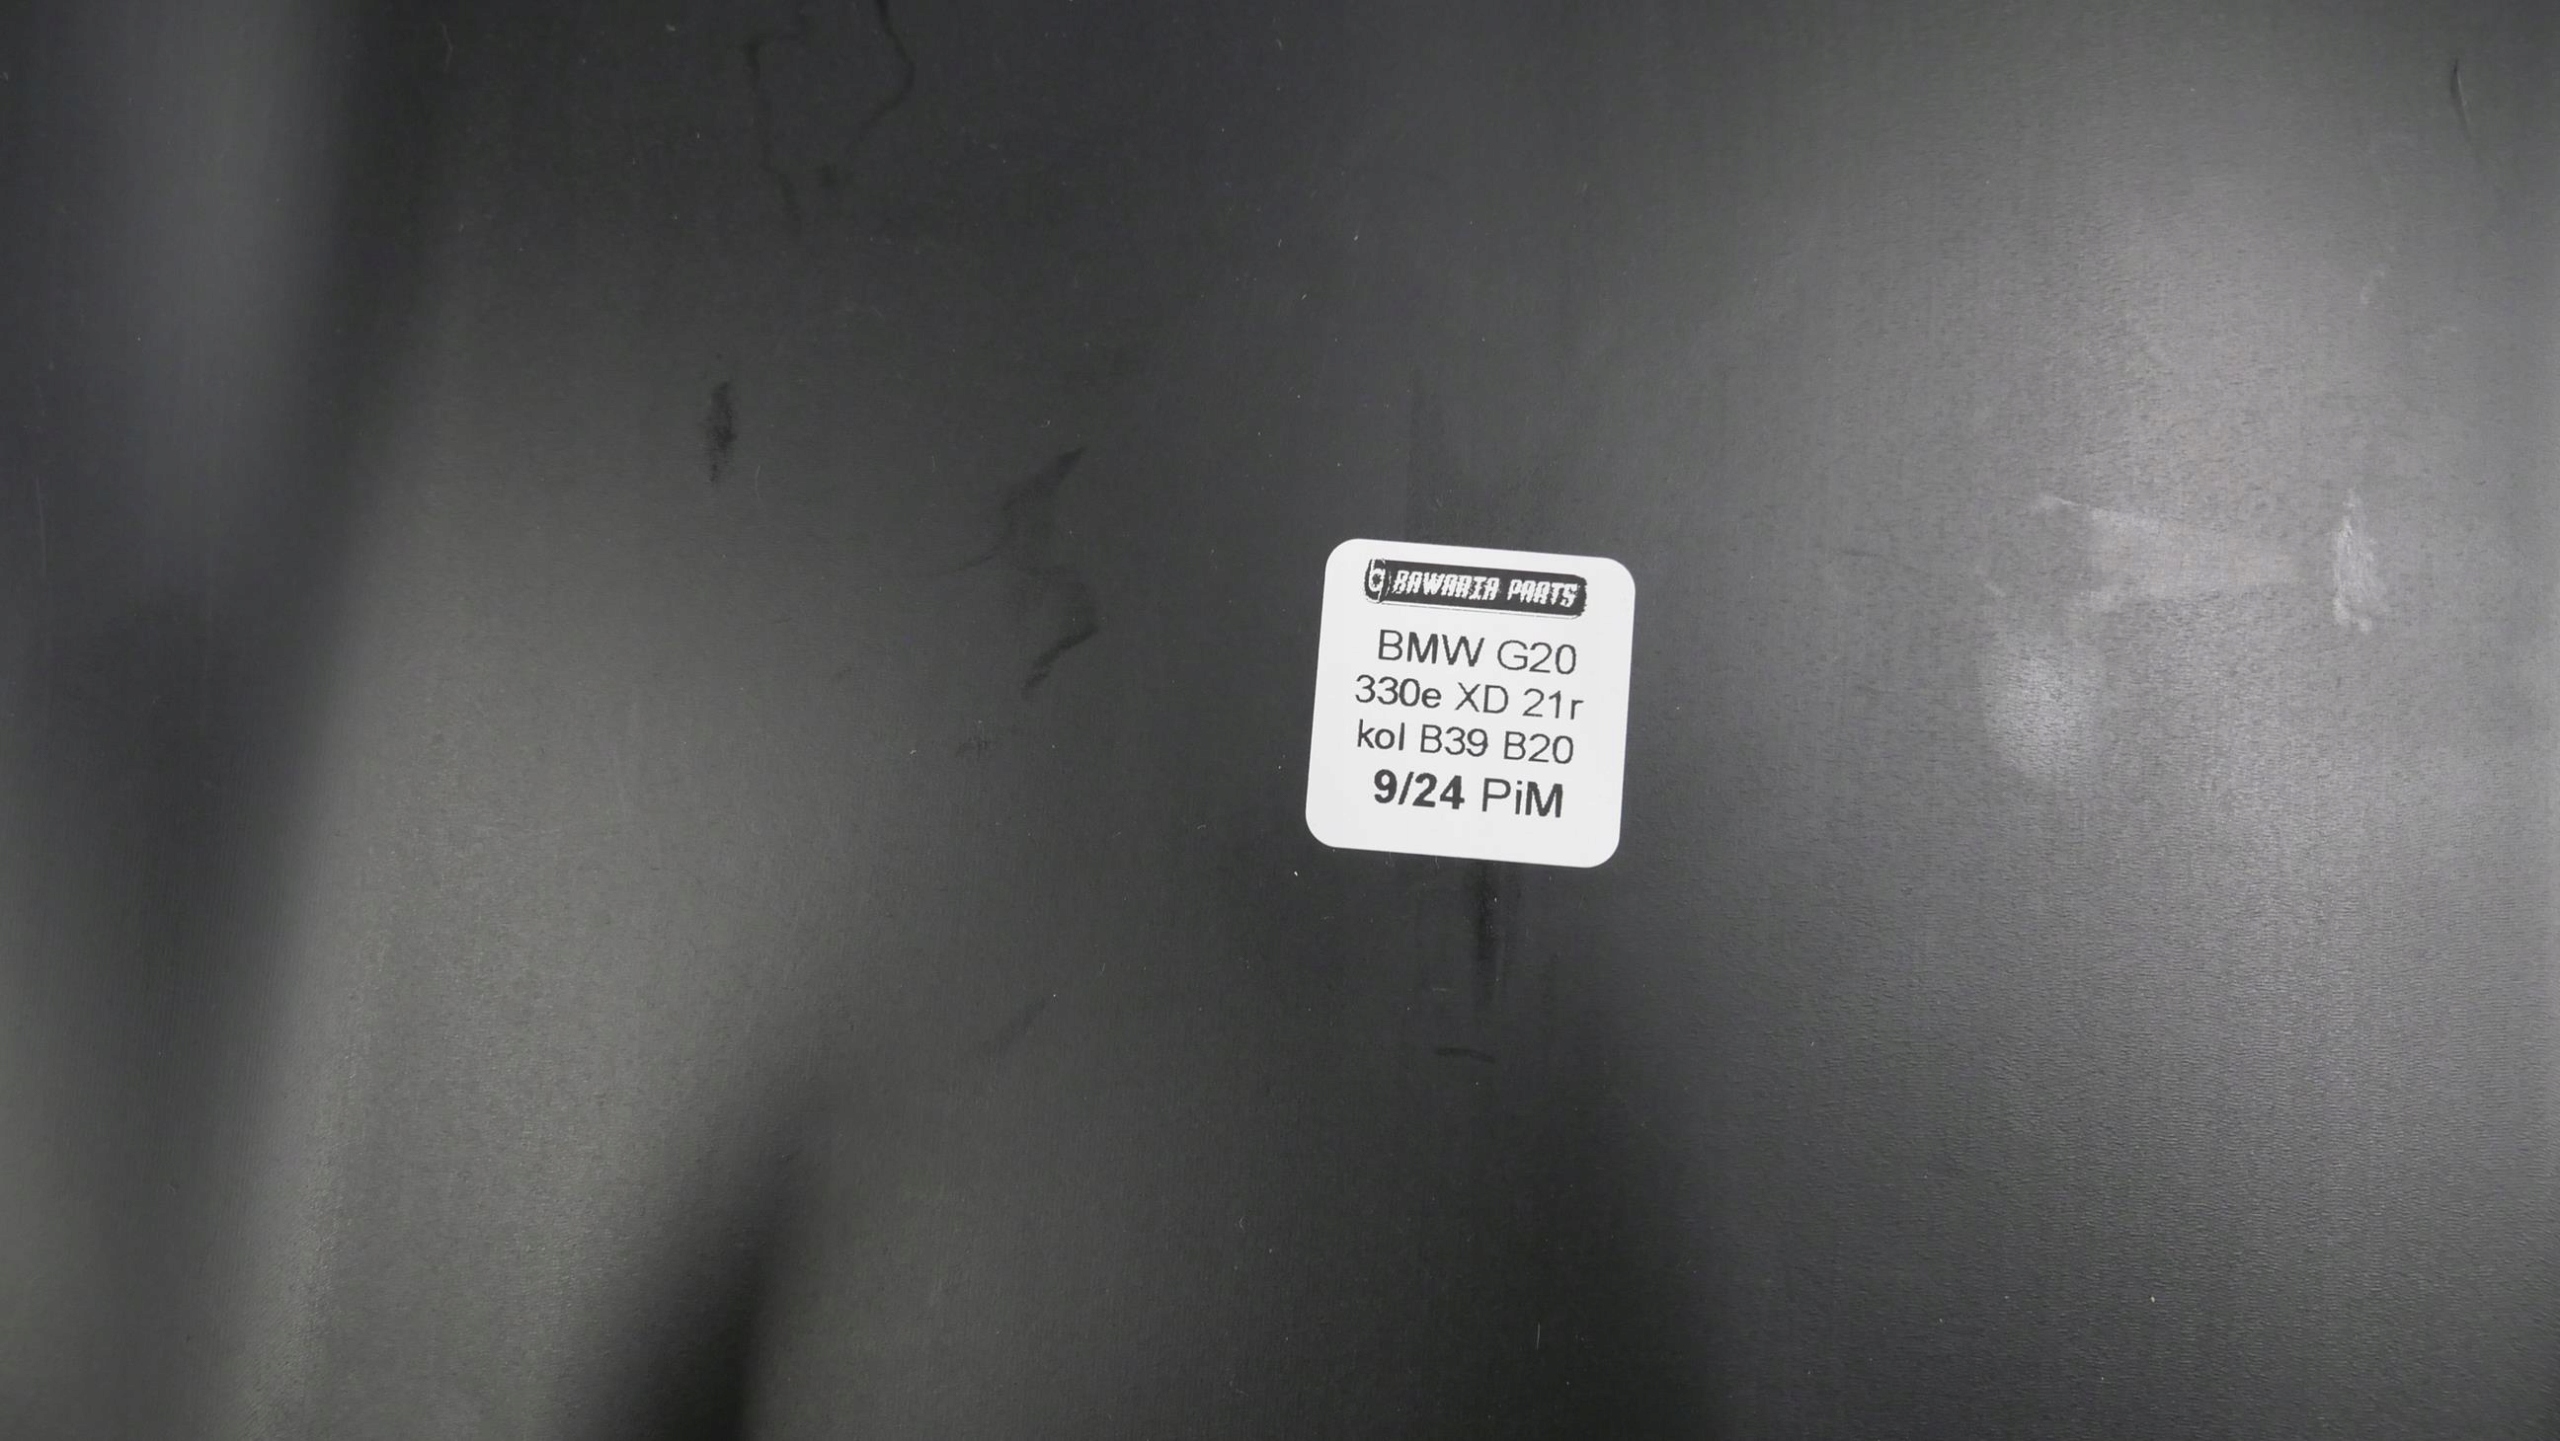 BAWARIA PARTS
BMW G20
330e XD 21r
kol B39 B20
9/24 PiM